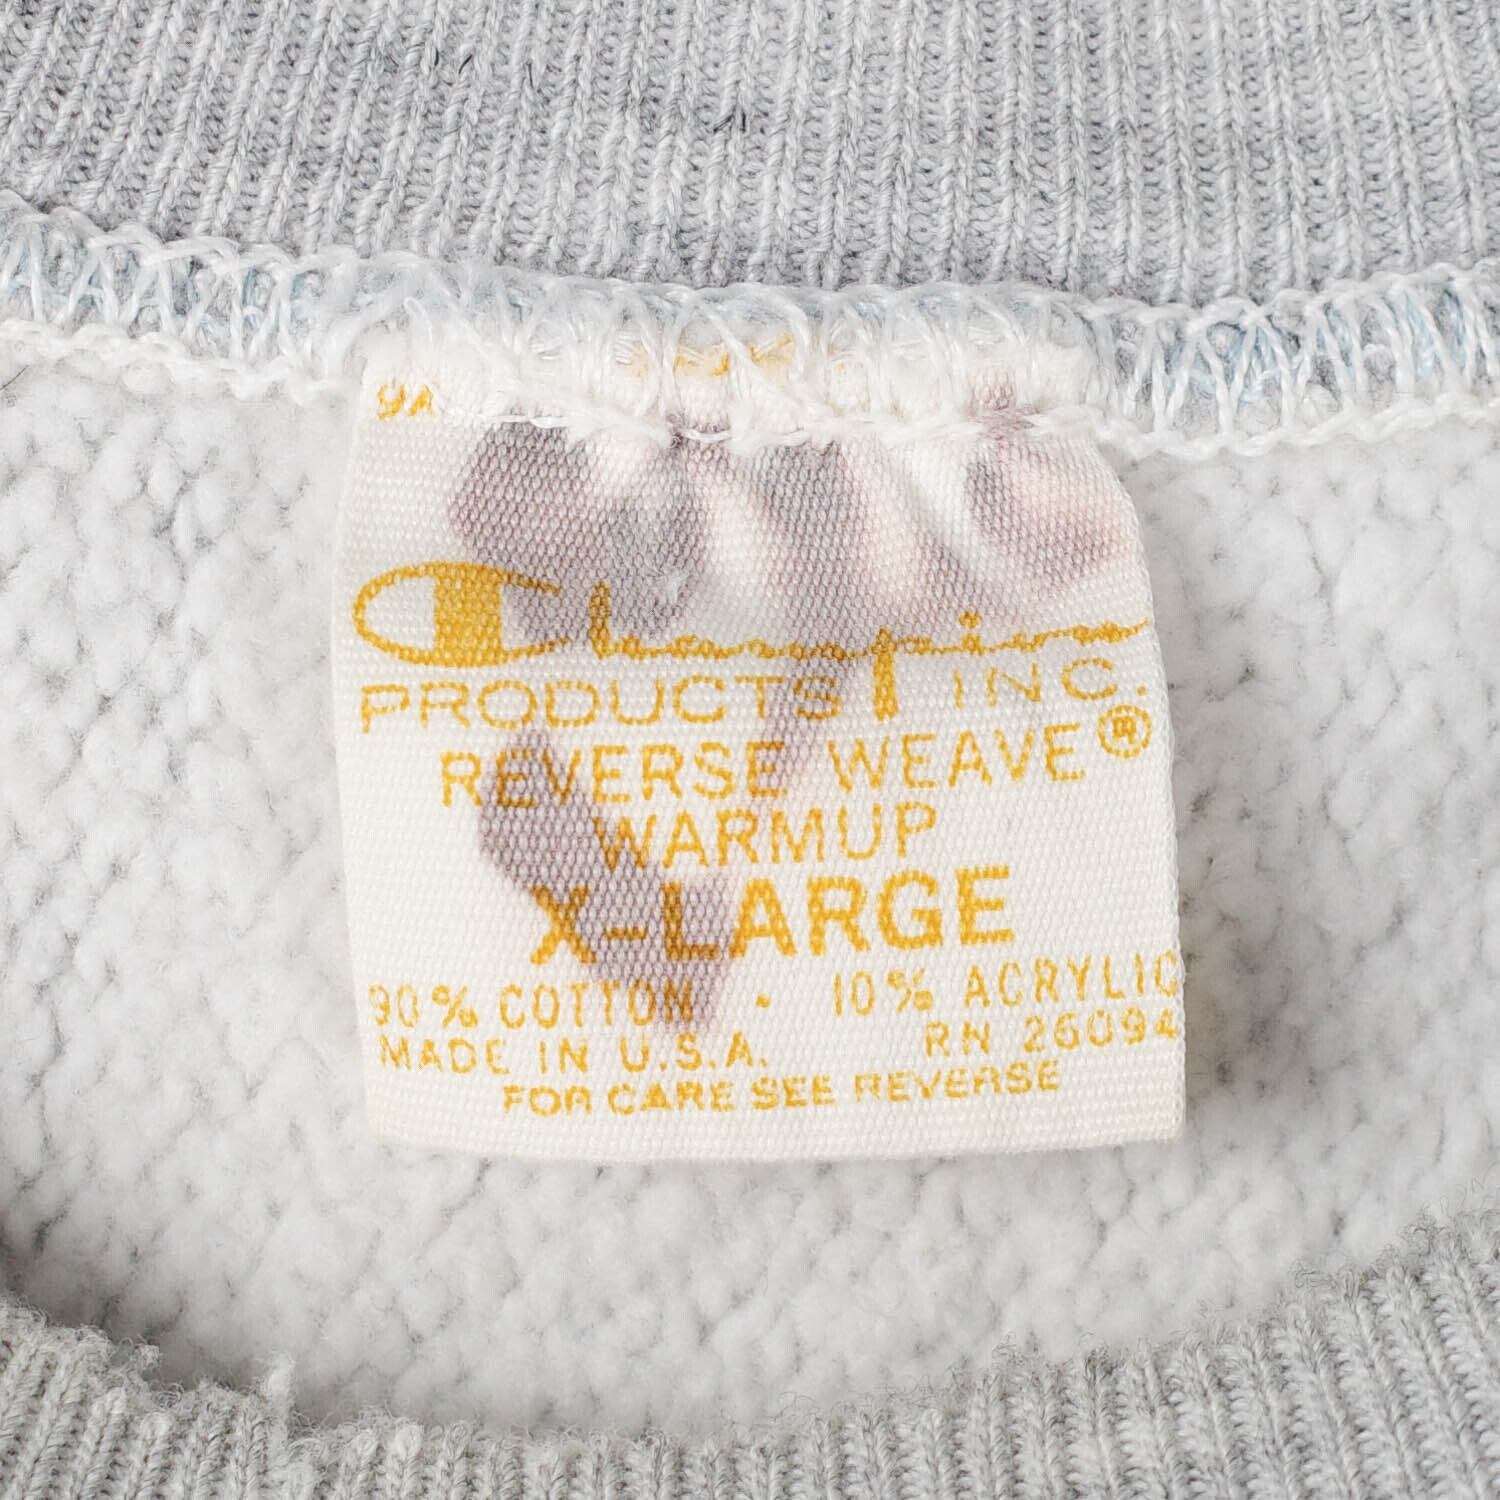 9A
Champion
PRODUCTS INC.
REVERSE WEAVE®
WARMUP
X-LARGE
90% COTTON · 10% ACRYLIC
MADE IN U.S.A. RN 26094
FOR CARE SEE REVERSE